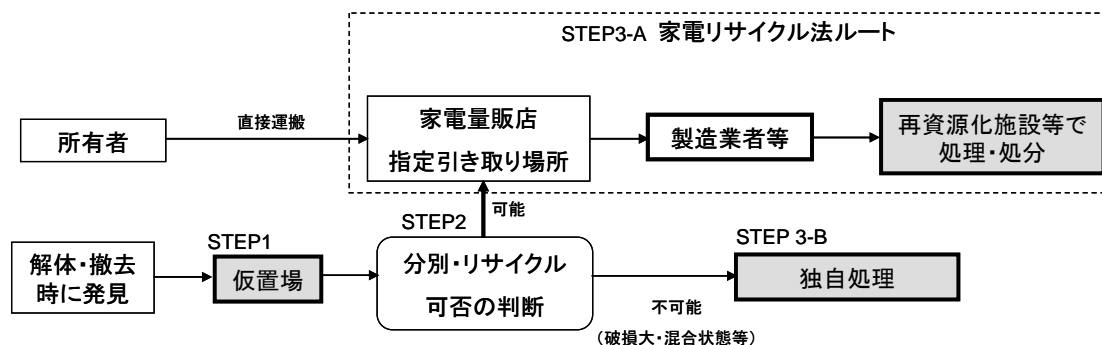 STEP3-A 家電リサイクル法ルート
所有者
直接運搬
家電量販店
指定引き取り場所
製造業者等
再資源化施設等で
処理・処分
可能
STEP2
STEP1
解体・撤去
時に発見
仮置場
分別・リサイクル
可否の判断
不可能
（破損大・混合状態等）
STEP 3-B
独自処理